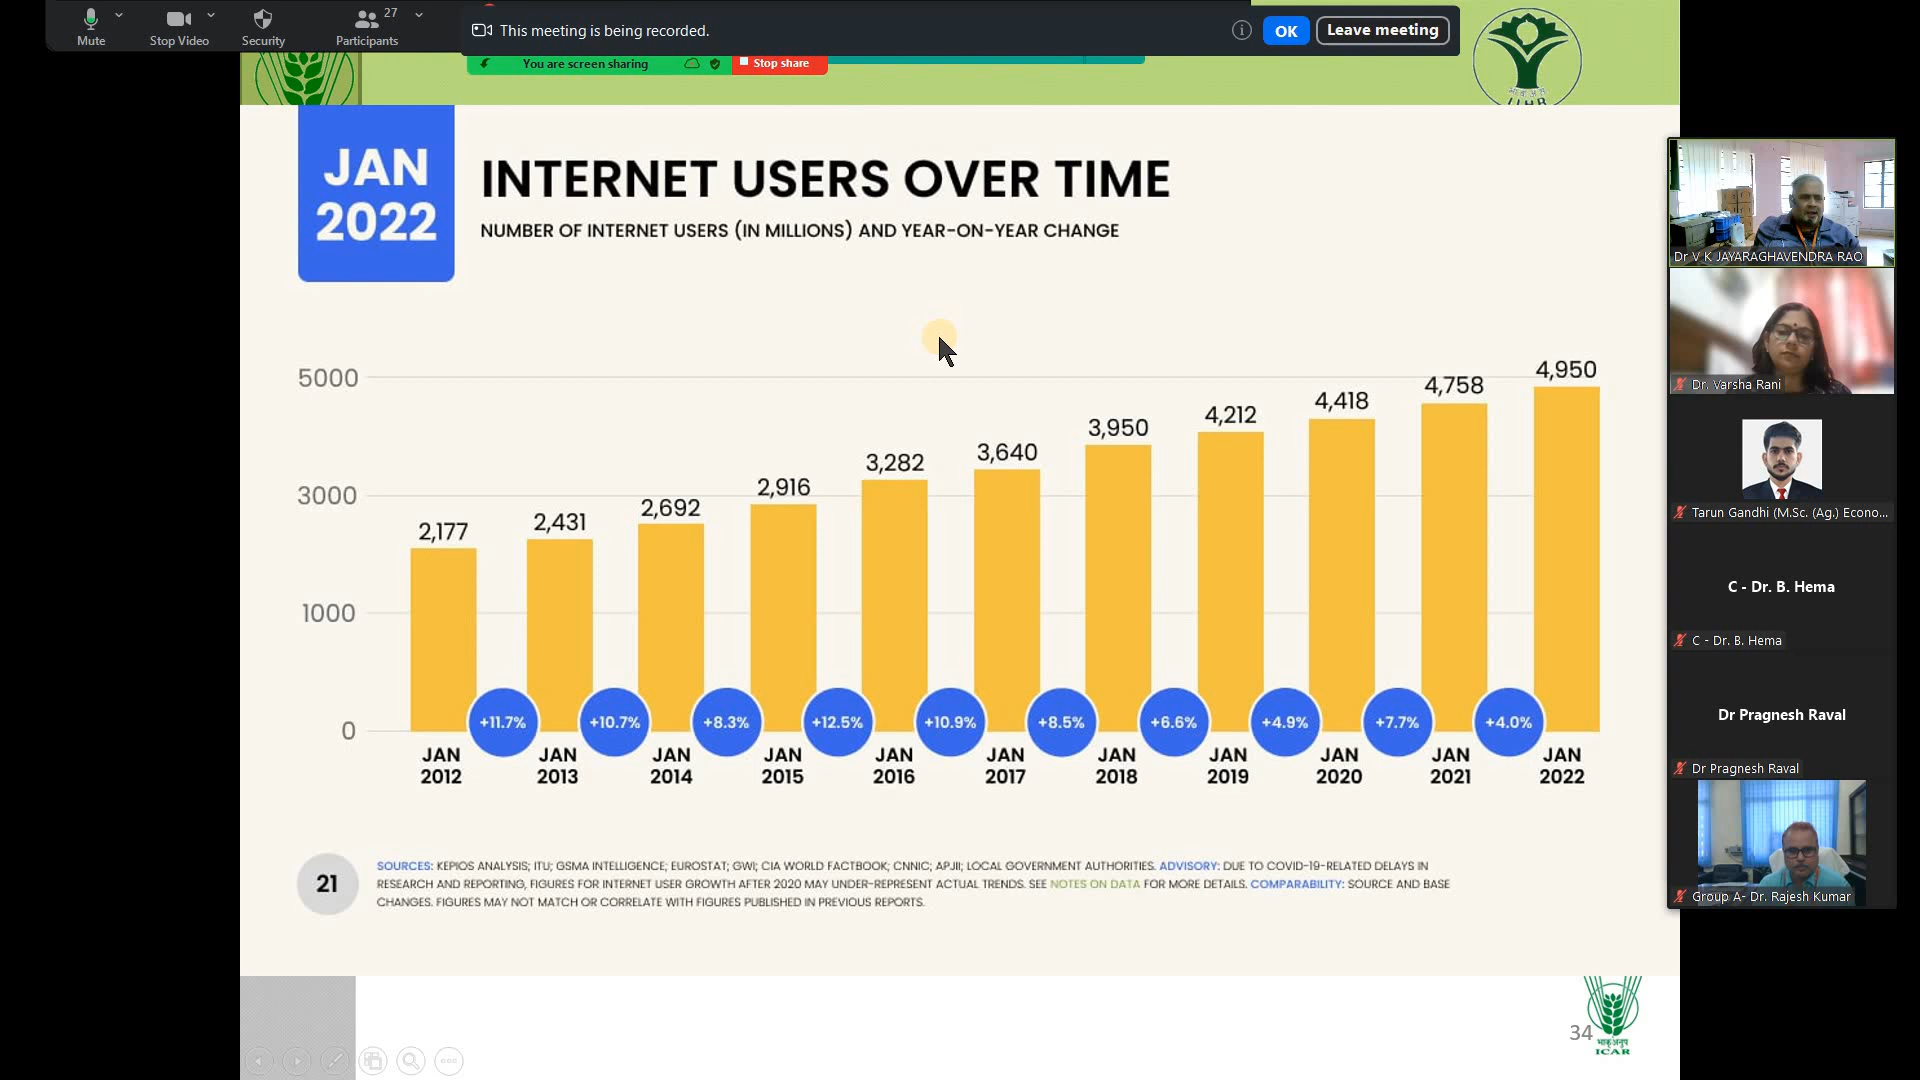 Mute
Stop Video
Security
Participants
27
This meeting is being recorded.
OK
Leave meeting
You are screen sharing
Stop share
JAN
2022
INTERNET USERS OVER TIME
NUMBER OF INTERNET USERS (IN MILLIONS) AND YEAR-ON-YEAR CHANGE
5000
3000
1000
0
2,177
2,431
2,692
2,916
3,282
3,640
3,950
4,212
4,418
4,758
4,950
+11.7%
+10.7%
+8.3%
+12.5%
+10.9%
+8.5%
+6.6%
+4.9%
+7.7%
+4.0%
JAN
2012
JAN
2013
JAN
2014
JAN
2015
JAN
2016
JAN
2017
JAN
2018
JAN
2019
JAN
2020
JAN
2021
JAN
2022
21
SOURCES: KEPIOS ANALYSIS; ITU; GSMA INTELLIGENCE; EUROSTAT; GWI; CIA WORLD FACTBOOK; CNNIC; APJII; LOCAL GOVERNMENT AUTHORITIES. ADVISORY: DUE TO COVID-19-RELATED DELAYS IN
RESEARCH AND REPORTING, FIGURES FOR INTERNET USER GROWTH AFTER 2020 MAY UNDER-REPRESENT ACTUAL TRENDS. SEE NOTES ON DATA FOR MORE DETAILS. COMPARABILITY: SOURCE AND BASE
CHANGES. FIGURES MAY NOT MATCH OR CORRELATE WITH FIGURES PUBLISHED IN PREVIOUS REPORTS.
34
भाकृअनुप
ICAR
Dr V K JAYARAGHAVENDRA RAO
Dr. Varsha Rani
Tarun Gandhi (M.Sc. (Ag.) Econo...
C - Dr. B. Hema
C - Dr. B. Hema
Dr Pragnesh Raval
Dr Pragnesh Raval
Group A- Dr. Rajesh Kumar